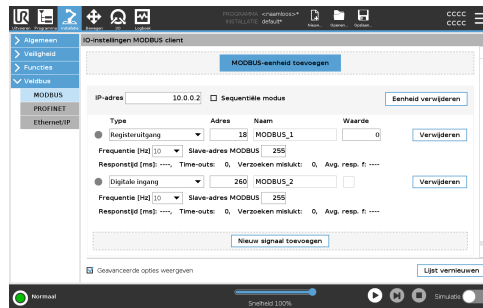 PROGRAMMA <naamloos>*
INSTALLATIE default*
Uitvoeren Programma Installatie Bewegen I/O Logboek Nieuw... Openen... Opslaan...
CCCC
CCCC
Algemeen
Veiligheid
Functies
Veldbus
MODBUS
PROFINET
Ethernet/IP
IO-instellingen MODBUS client
MODBUS-eenheid toevoegen
IP-adres 10.0.0.2 Sequentiële modus Eenheid verwijderen
Type Adres Naam Waarde
Registeruitgang 18 MODBUS_1 0 Verwijderen
Frequentie [Hz] 10 Slave-adres MODBUS 255
Responstijd [ms]: ----, Time-outs: 0, Verzoeken mislukt: 0, Avg. resp. f: ----
Digitale ingang 260 MODBUS_2 Verwijderen
Frequentie [Hz] 10 Slave-adres MODBUS 255
Responstijd [ms]: ----, Time-outs: 0, Verzoeken mislukt: 0, Avg. resp. f: ----
Nieuw signaal toevoegen
Geavanceerde opties weergeven Lijst vernieuwen
Normaal
Snelheid 100%
Simulatie